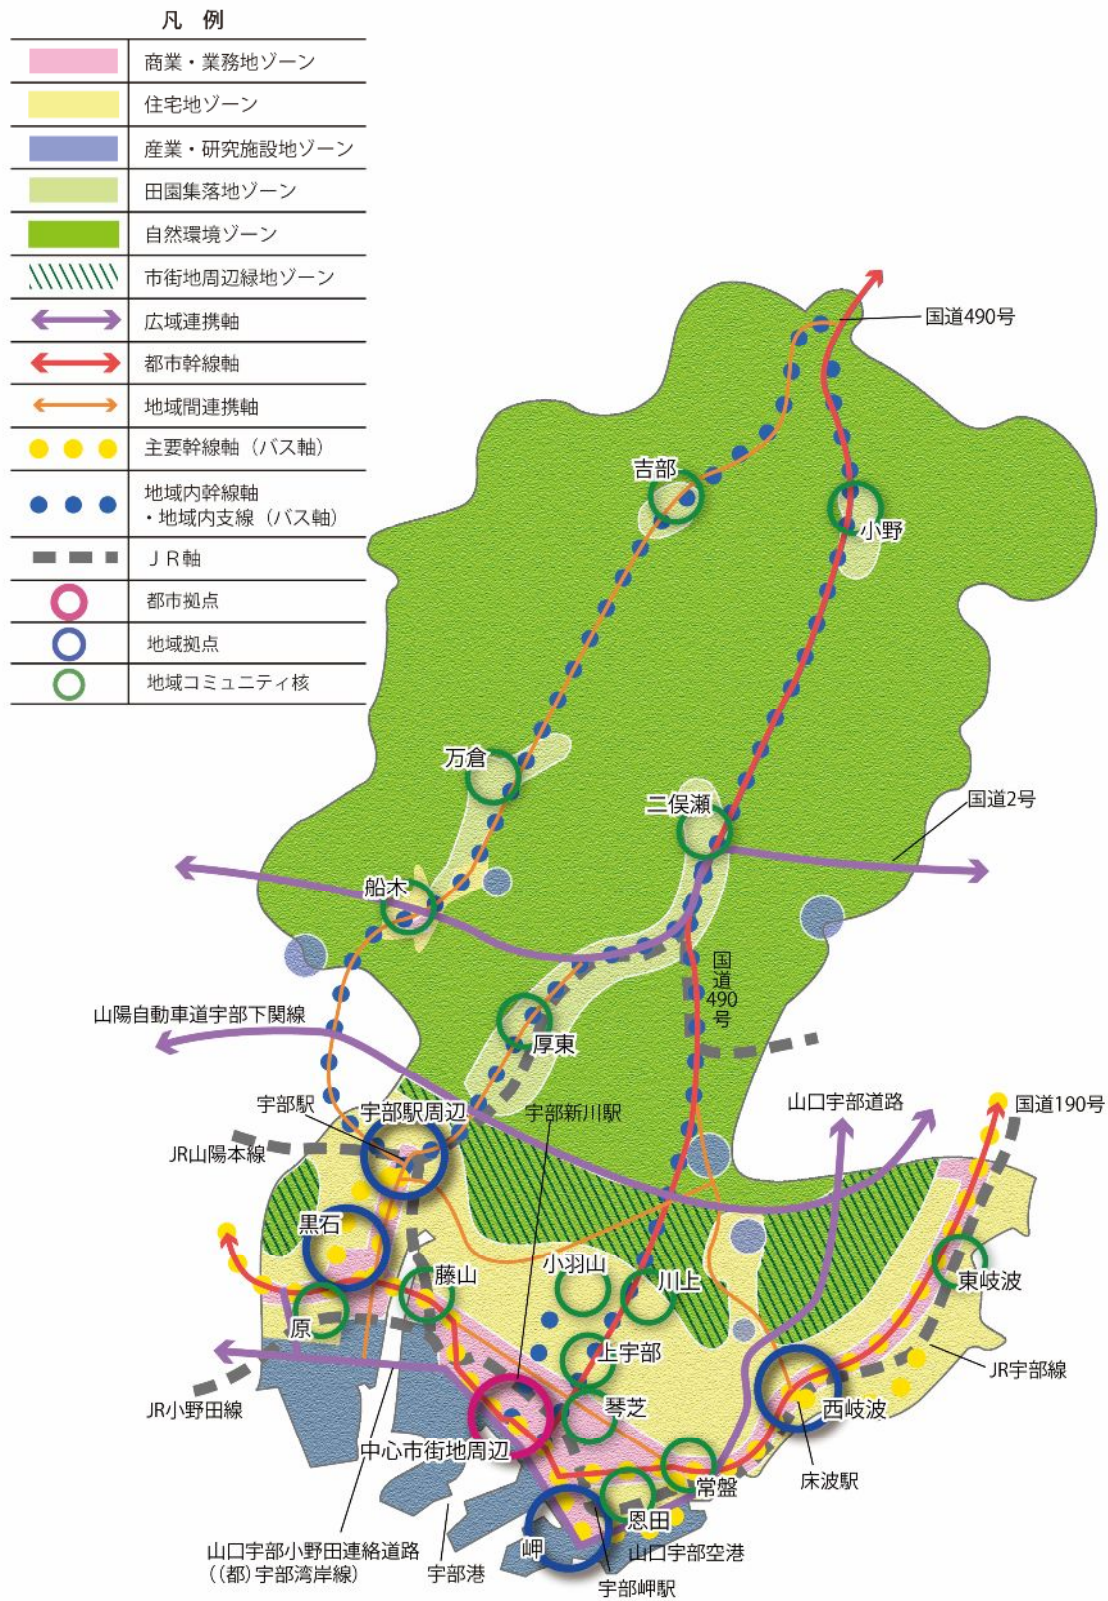 凡 例
商業・業務地ゾーン
住宅地ゾーン
産業・研究施設地ゾーン
田園集落地ゾーン
自然環境ゾーン
市街地周辺緑地ゾーン
広域連携軸
都市幹線軸
地域間連携軸
主要幹線軸（バス軸）
地域内幹線軸
・地域内支線（バス軸）
ＪＲ軸
都市拠点
地域拠点
地域コミュニティ核
国道490号
吉部
小野
万倉
二俣瀬
国道2号
船木
国道490号
山陽自動車道宇部下関線
厚東
宇部駅
宇部駅周辺
宇部新川駅
山口宇部道路
国道190号
JR山陽本線
黒石
藤山
小羽山
川上
東岐波
原
上宇部
JR宇部線
JR小野田線
琴芝
西岐波
中心市街地周辺
常盤
床波駅
恩田
岬
山口宇部空港
山口宇部小野田連絡道路
（（都）宇部湾岸線）
宇部港
宇部岬駅